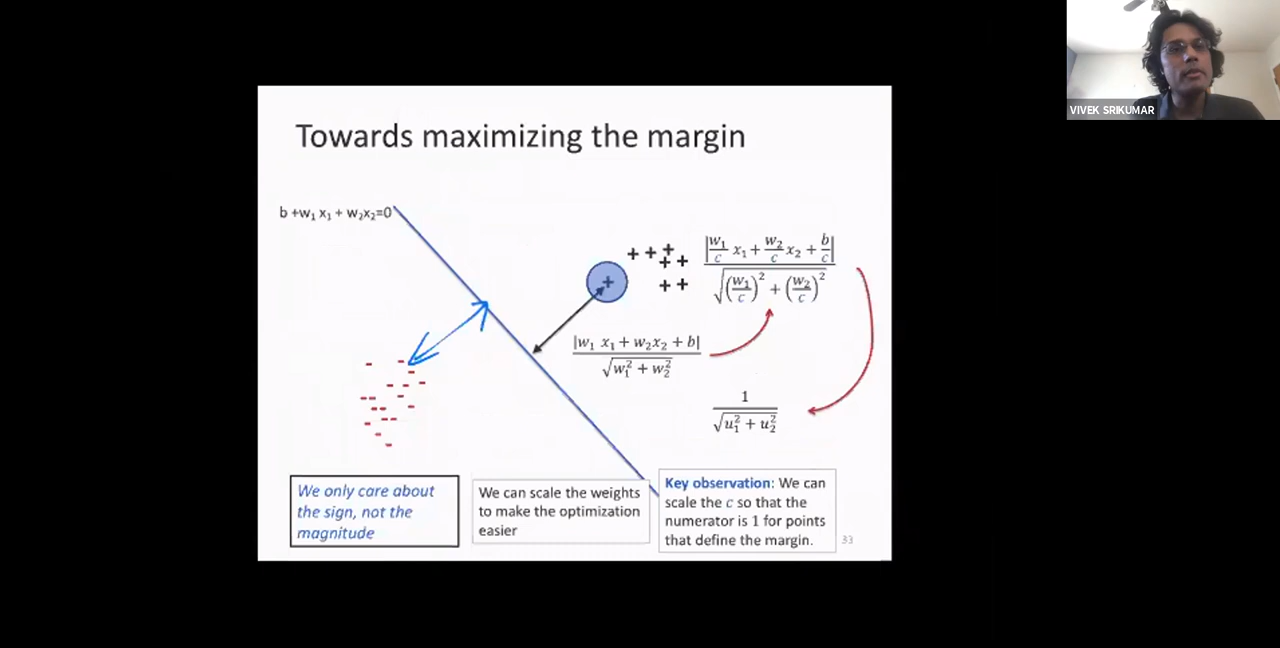 VIVEK SRIKUMAR
Towards maximizing the margin
b +w₁ x₁ + w₂x₂=0
|w₁/c x₁ + w₂/c x₂ + b/c|
√((w₁/c)² + (w₂/c)²)
|w₁ x₁ + w₂x₂ + b|
√(w₁² + w₂²)
1
√(u₁² + u₂²)
We only care about
the sign, not the
magnitude
We can scale the weights
to make the optimization
easier
Key observation: We can
scale the c so that the
numerator is 1 for points
that define the margin.
33